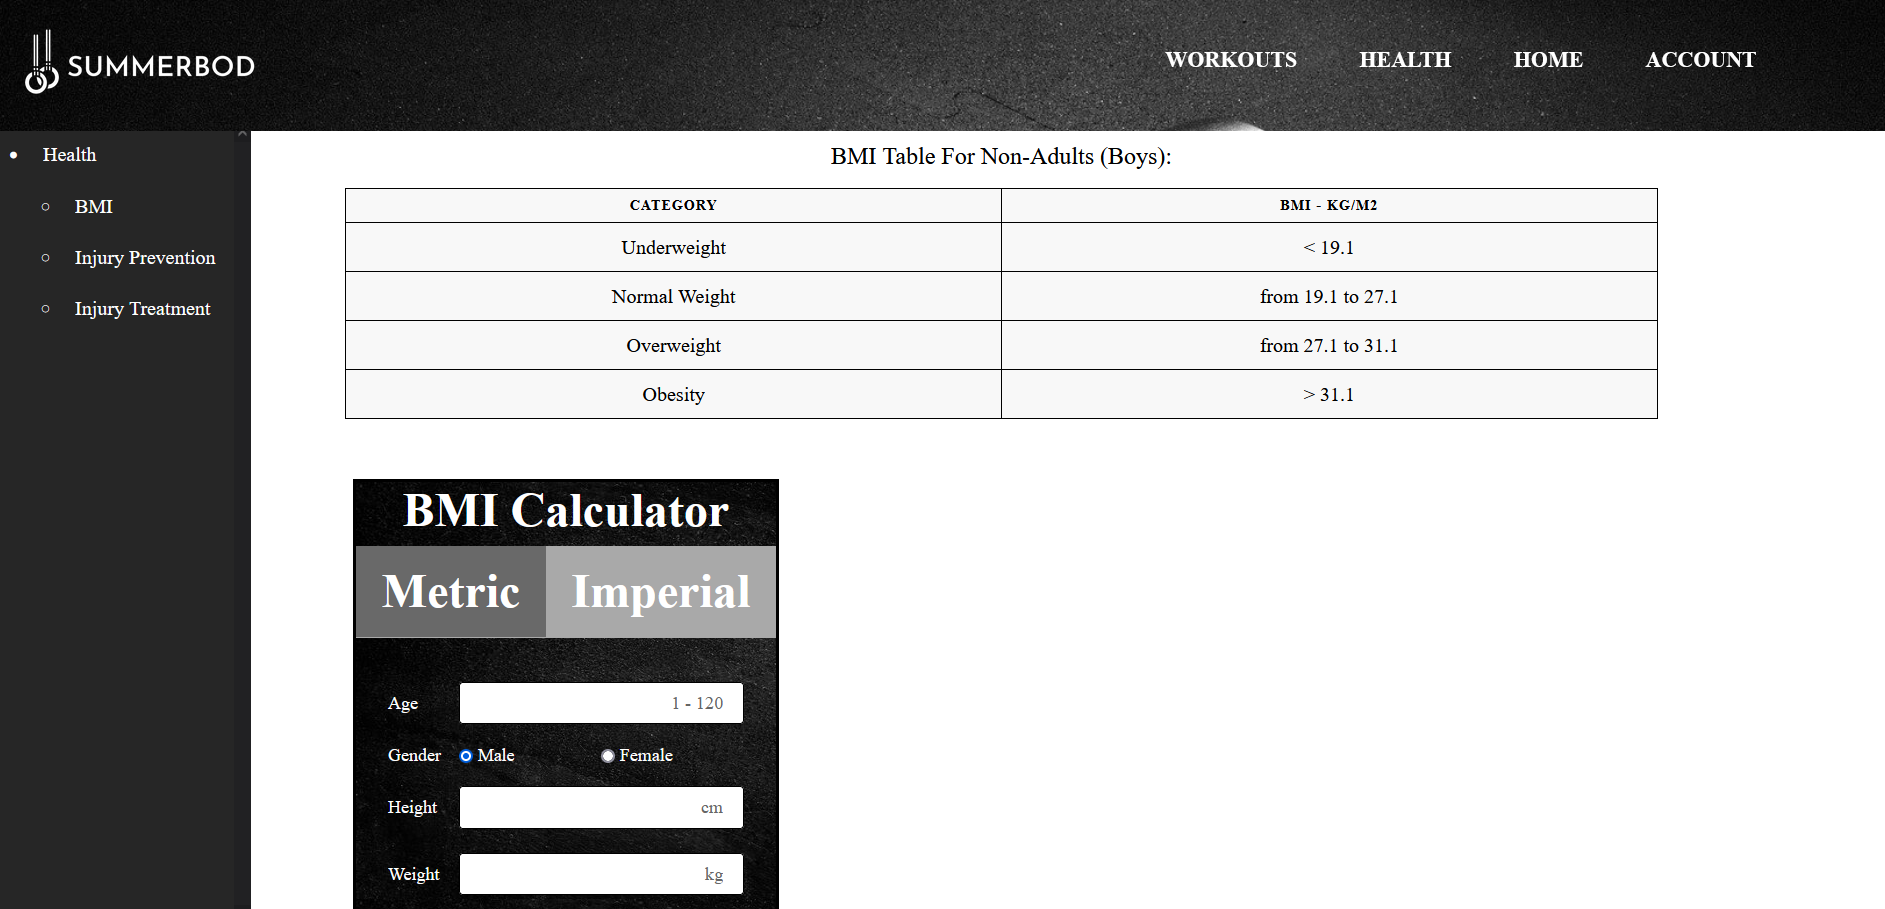 SUMMERBOD
WORKOUTS HEALTH HOME ACCOUNT
Health
BMI
Injury Prevention
Injury Treatment
BMI Table For Non-Adults (Boys):
CATEGORY BMI - KG/M2
Underweight < 19.1
Normal Weight from 19.1 to 27.1
Overweight from 27.1 to 31.1
Obesity > 31.1
BMI Calculator
Metric Imperial
Age 1 - 120
Gender Male Female
Height cm
Weight kg